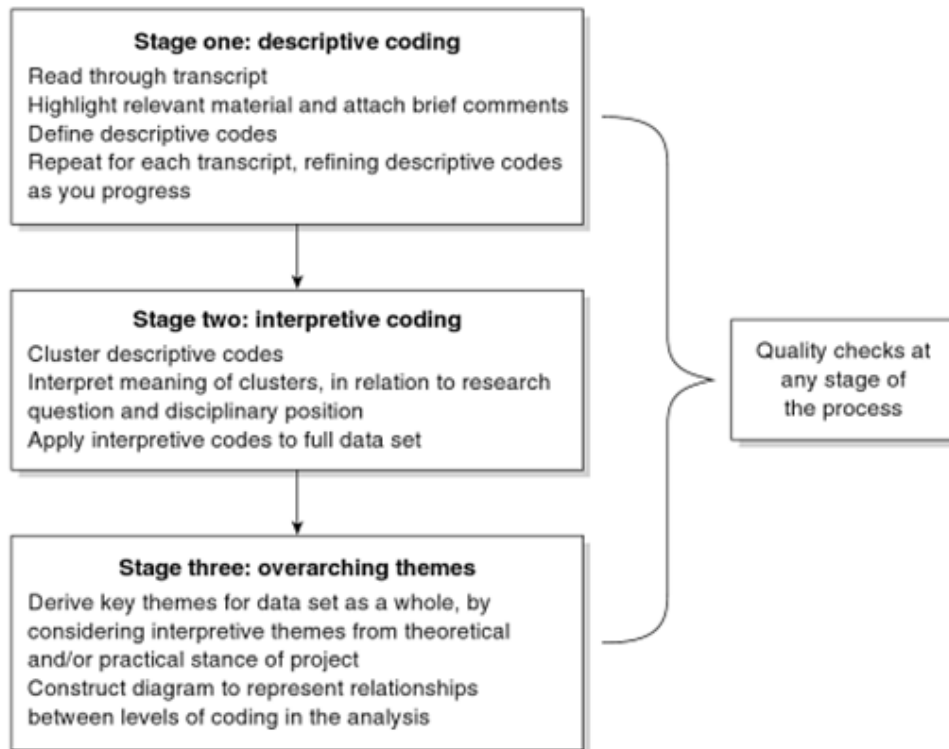 Stage one: descriptive coding
Read through transcript
Highlight relevant material and attach brief comments
Define descriptive codes
Repeat for each transcript, refining descriptive codes
as you progress
Stage two: interpretive coding
Cluster descriptive codes
Interpret meaning of clusters, in relation to research
question and disciplinary position
Apply interpretive codes to full data set
Stage three: overarching themes
Derive key themes for data set as a whole, by
considering interpretive themes from theoretical
and/or practical stance of project
Construct diagram to represent relationships
between levels of coding in the analysis
Quality checks at
any stage of
the process